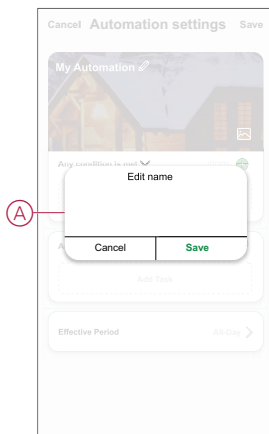 Cancel Automation settings Save
My Automation
Any condition is met
Edit name
A
Cancel Save
A
Add Task
Effective Period All-Day